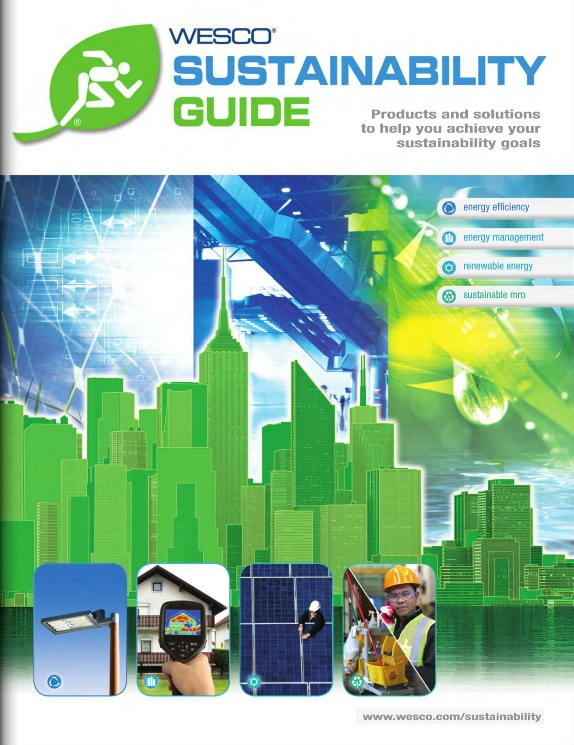 WESCO®
SUSTAINABILITY
GUIDE
®
Products and solutions
to help you achieve your
sustainability goals
energy efficiency
energy management
renewable energy
sustainable mro
www.wesco.com/sustainability